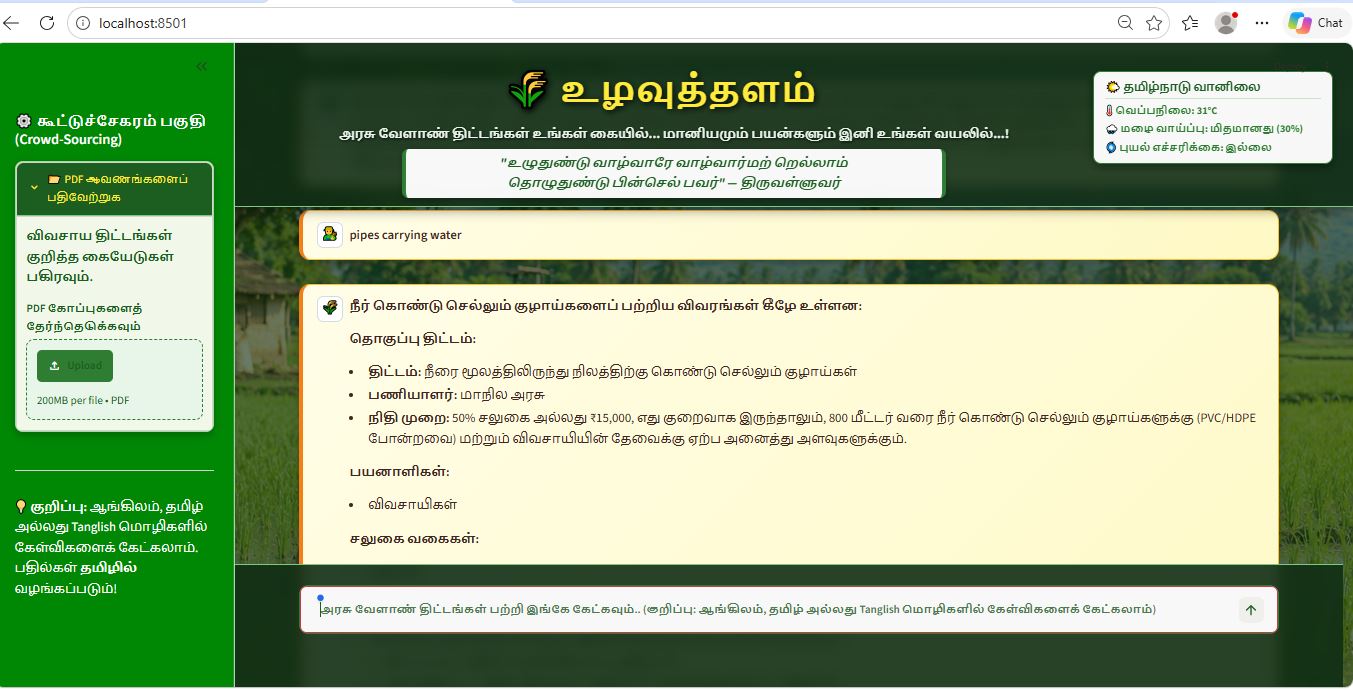 localhost:8501
Chat
கூட்டுச்சேகரம் பகுதி
(Crowd-Sourcing)
PDF ஆவணங்களைப்
பதிவேற்றுக
விவசாய திட்டங்கள்
குறித்த கையேடுகள்
பகிரவும்.
PDF கோப்புகளைத்
தேர்ந்தெடுக்கவும்
Upload
200MB per file • PDF
குறிப்பு: ஆங்கிலம், தமிழ்
அல்லது Tanglish மொழிகளில்
கேள்விகளைக் கேட்கலாம்.
பதில்கள் தமிழில்
வழங்கப்படும்!
உழவுத்தளம்
அரசு வேளாண் திட்டங்கள் உங்கள் கையில்... மானியமும் பயன்களும் இனி உங்கள் வயலில்...!
"உழுதுண்டு வாழ்வாரே வாழ்வார்மற் றெல்லாம்
தொழுதுண்டு பின்செல் பவர்" – திருவள்ளுவர்
தமிழ்நாடு வானிலை
வெப்பநிலை: 31°C
மழை வாய்ப்பு: மிதமானது (30%)
புயல் எச்சரிக்கை: இல்லை
pipes carrying water
நீர் கொண்டு செல்லும் குழாய்களைப் பற்றிய விவரங்கள் கீழே உள்ளன:
தொகுப்பு திட்டம்:
• திட்டம்: நீரை மூலத்திலிருந்து நிலத்திற்கு கொண்டு செல்லும் குழாய்கள்
• பணியாளர்: மாநில அரசு
• நிதி முறை: 50% சலுகை அல்லது ₹15,000, எது குறைவாக இருந்தாலும், 800 மீட்டர் வரை நீர் கொண்டு செல்லும் குழாய்களுக்கு (PVC/HDPE
போன்றவை) மற்றும் விவசாயியின் தேவைக்கு ஏற்ப அனைத்து அளவுகளுக்கும்.
பயனாளிகள்:
• விவசாயிகள்
சலுகை வகைகள்:
அரசு வேளாண் திட்டங்கள் பற்றி இங்கே கேட்கவும்.. (குறிப்பு: ஆங்கிலம், தமிழ் அல்லது Tanglish மொழிகளில் கேள்விகளைக் கேட்கலாம்)